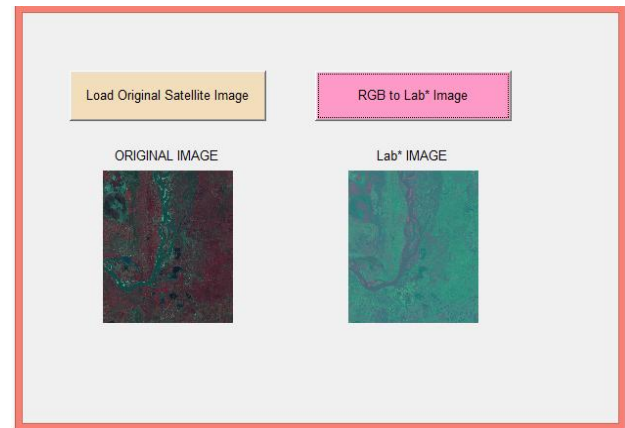 Load Original Satellite Image
RGB to Lab* Image
ORIGINAL IMAGE
Lab* IMAGE